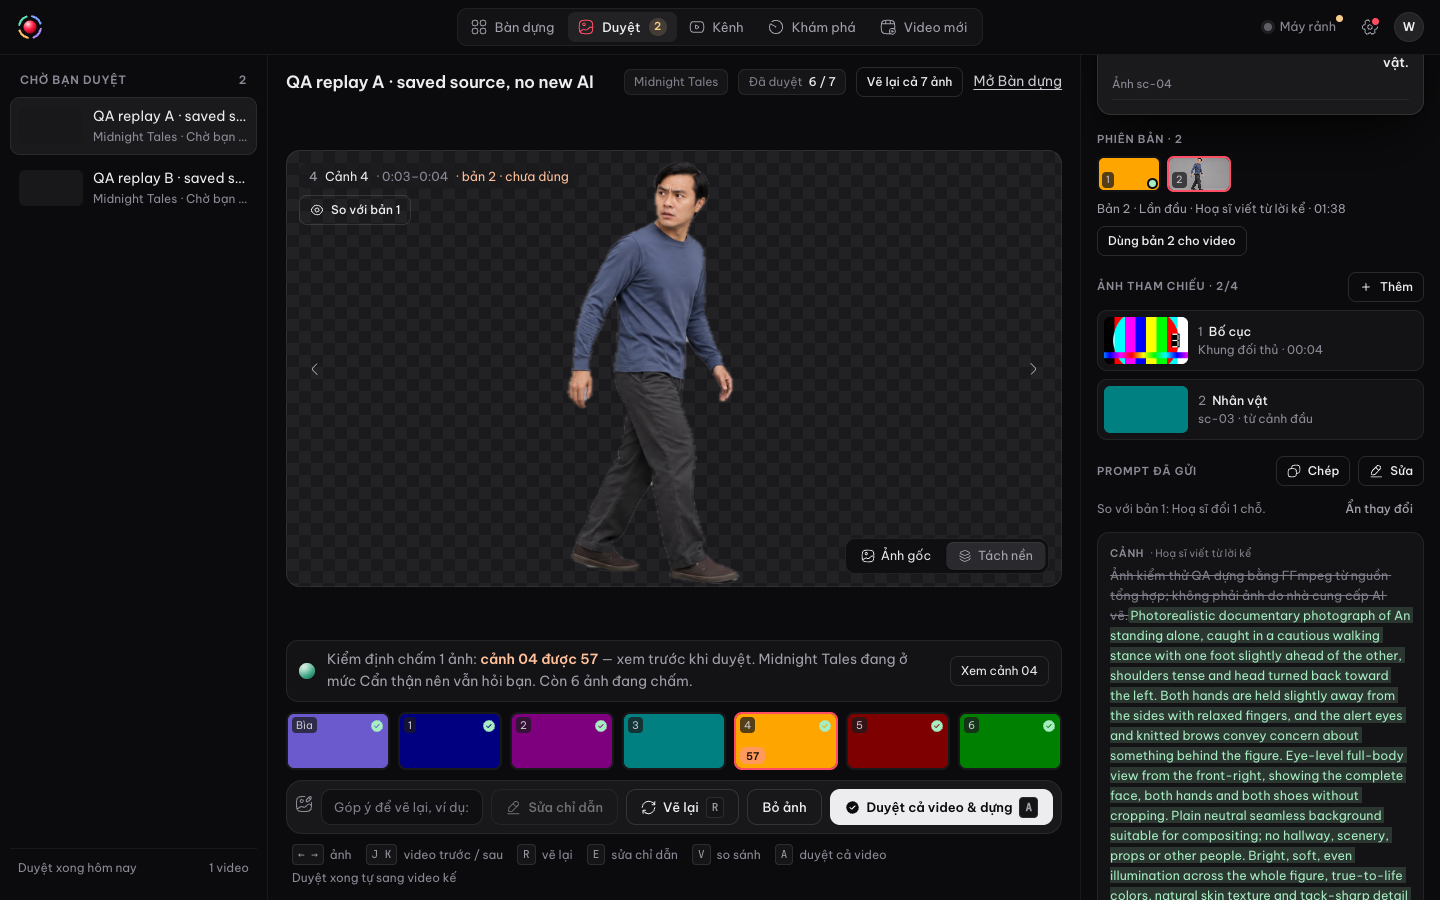 Bàn dựng
Duyệt 2
Kênh
Khám phá
Video mới
Máy rảnh
W
CHỜ BẠN DUYỆT 2
QA replay A · saved s...
Midnight Tales · Chờ bạn ...
QA replay B · saved s...
Midnight Tales · Chờ bạn ...
Duyệt xong hôm nay 1 video
QA replay A · saved source, no new AI
Midnight Tales
Đã duyệt 6 / 7
Vẽ lại cả 7 ảnh
Mở Bàn dựng
4 Cảnh 4 · 0:03–0:04 · bản 2 · chưa dùng
So với bản 1
Ảnh gốc
Tách nền
Kiểm định chấm 1 ảnh: cảnh 04 được 57 — xem trước khi duyệt. Midnight Tales đang ở
mức Cẩn thận nên vẫn hỏi bạn. Còn 6 ảnh đang chấm.
Xem cảnh 04
Bìa
1
2
3
4
57
5
6
Góp ý để vẽ lại, ví dụ:
Sửa chỉ dẫn
Vẽ lại R
Bỏ ảnh
Duyệt cả video & dựng A
← → ảnh J K video trước / sau R vẽ lại E sửa chỉ dẫn V so sánh A duyệt cả video
Duyệt xong tự sang video kế
vật.
Ảnh sc-04
PHIÊN BẢN · 2
1
2
Bản 2 · Lần đầu · Hoạ sĩ viết từ lời kể · 01:38
Dùng bản 2 cho video
ẢNH THAM CHIẾU · 2/4
+ Thêm
1 Bố cục
Khung đối thủ · 00:04
2 Nhân vật
sc-03 · từ cảnh đầu
PROMPT ĐÃ GỬI
Chép
Sửa
So với bản 1: Hoạ sĩ đổi 1 chỗ.
Ẩn thay đổi
CẢNH · Hoạ sĩ viết từ lời kể
Ảnh kiểm thử QA dựng bằng FFmpeg từ nguồn
tổng hợp; không phải ảnh do nhà cung cấp AI
vẽ. Photorealistic documentary photograph of An
standing alone, caught in a cautious walking
stance with one foot slightly ahead of the other,
shoulders tense and head turned back toward
the left. Both hands are held slightly away from
the sides with relaxed fingers, and the alert eyes
and knitted brows convey concern about
something behind the figure. Eye-level full-body
view from the front-right, showing the complete
face, both hands and both shoes without
cropping. Plain neutral seamless background
suitable for compositing; no hallway, scenery,
props or other people. Bright, soft, even
illumination across the whole figure, true-to-life
colors, natural skin texture and tack-sharp detail